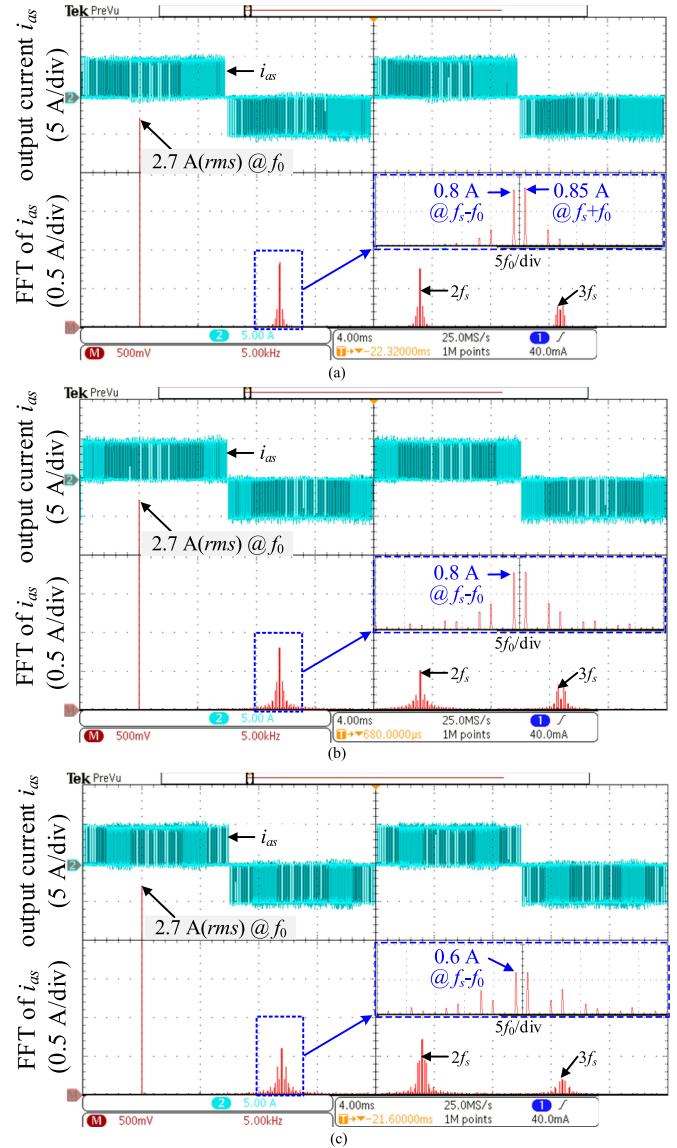 Tek PreVu
output current ias
(5 A/div)
ias
2
2.7 A(rms) @ f0
FFT of ias
(0.5 A/div)
0.8 A
@ fs-f0
0.85 A
@ fs+f0
5f0/div
2fs
3fs
M
2 5.00 A
M 500mV 5.00kHz
4.00ms 25.0MS/s 1 ∫
T→▼−22.32000ms 1M points 40.0mA
(a)
Tek PreVu
output current ias
(5 A/div)
ias
2
2.7 A(rms) @ f0
FFT of ias
(0.5 A/div)
0.8 A
@ fs-f0
5f0/div
2fs
3fs
M
2 5.00 A
M 500mV 5.00kHz
4.00ms 25.0MS/s 1 ∫
T→▼680.0000µs 1M points 40.0mA
(b)
Tek PreVu
output current ias
(5 A/div)
ias
2
2.7 A(rms) @ f0
FFT of ias
(0.5 A/div)
0.6 A
@ fs-f0
5f0/div
2fs
3fs
M
2 5.00 A
M 500mV 5.00kHz
4.00ms 25.0MS/s 1 ∫
T→▼−21.60000ms 1M points 40.0mA
(c)